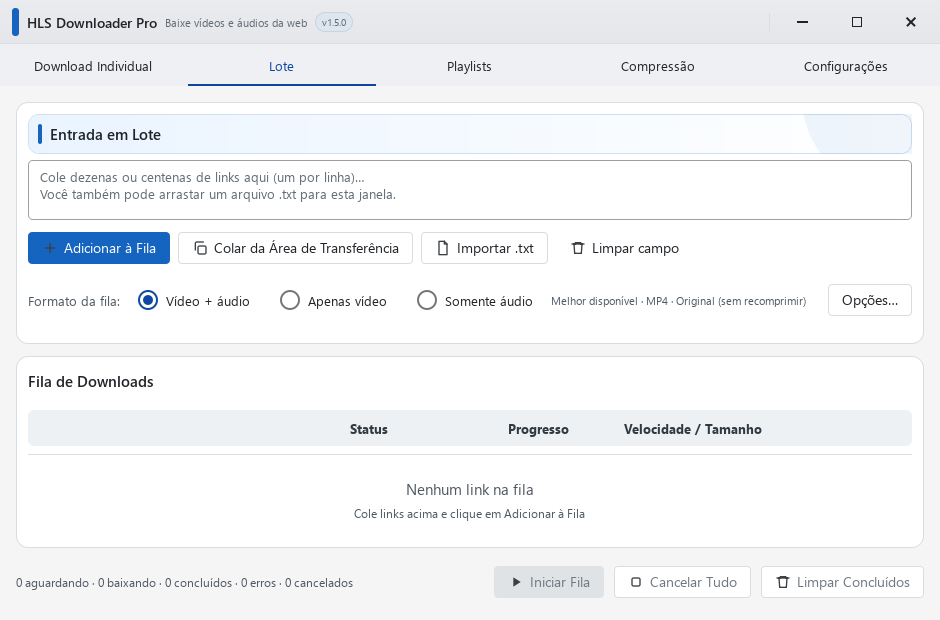 HLS Downloader Pro Baixe vídeos e áudios da web v1.5.0
Download Individual Lote Playlists Compressão Configurações
Entrada em Lote
Cole dezenas ou centenas de links aqui (um por linha)...
Você também pode arrastar um arquivo .txt para esta janela.
Adicionar à Fila Colar da Área de Transferência Importar .txt Limpar campo
Formato da fila: Vídeo + áudio Apenas vídeo Somente áudio Melhor disponível · MP4 · Original (sem recomprimir) Opções...
Fila de Downloads
Status Progresso Velocidade / Tamanho
Nenhum link na fila
Cole links acima e clique em Adicionar à Fila
0 aguardando · 0 baixando · 0 concluídos · 0 erros · 0 cancelados Iniciar Fila Cancelar Tudo Limpar Concluídos